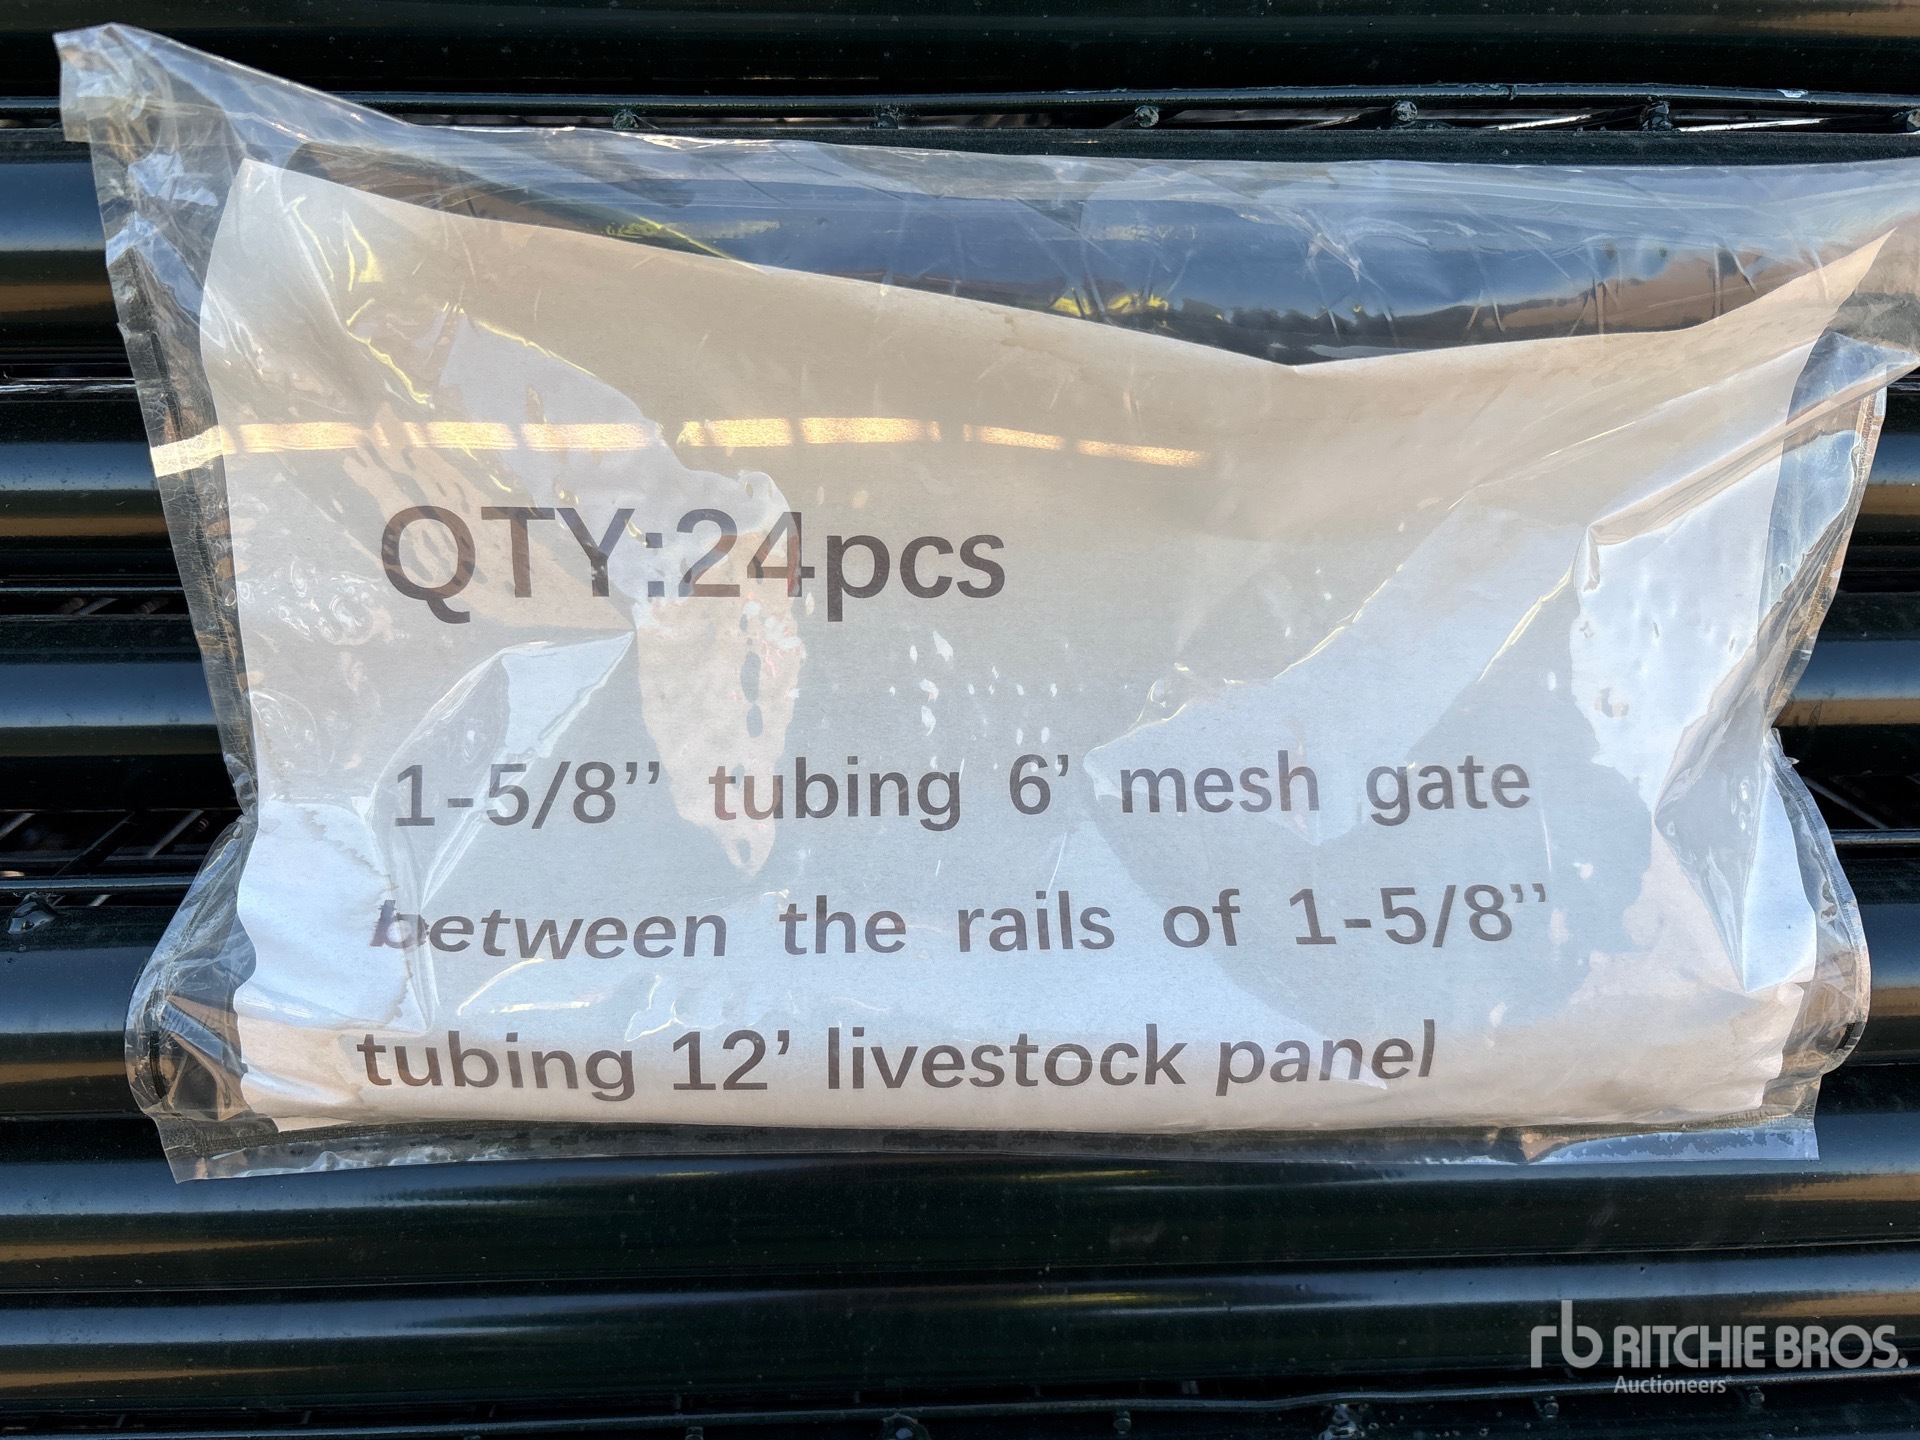 QTY:24pcs
1-5/8’’ tubing 6’ mesh gate
between the rails of 1-5/8’’
tubing 12’ livestock panel
rb RITCHIE BROS.
Auctioneers